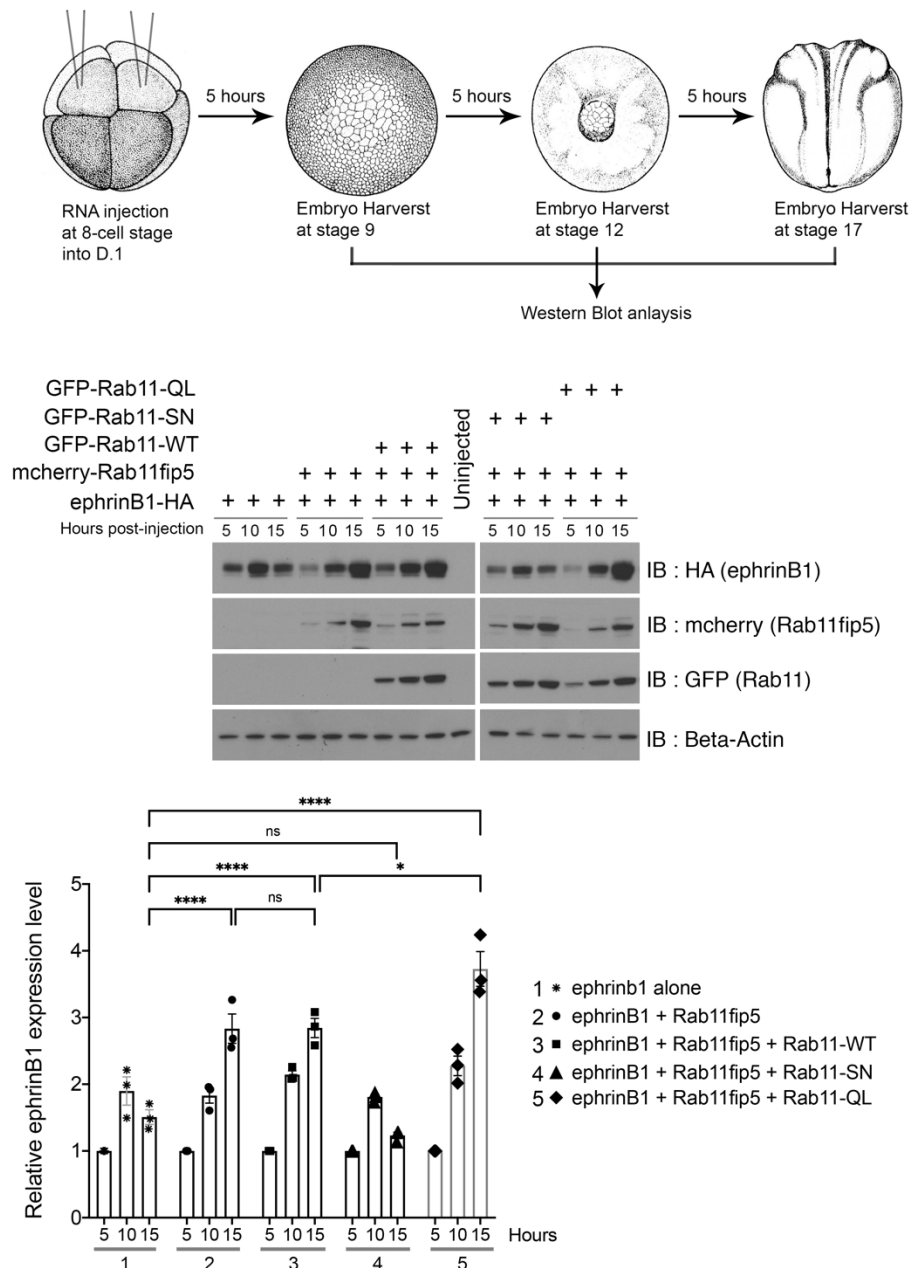 5 hours
5 hours
5 hours
RNA injection
at 8-cell stage
into D.1
Embryo Harverst
at stage 9
Embryo Harverst
at stage 12
Embryo Harverst
at stage 17
Western Blot anlaysis
GFP-Rab11-QL + + +
GFP-Rab11-SN + + +
GFP-Rab11-WT + + +
mcherry-Rab11fip5 + + + + + + + + + + + +
ephrinB1-HA + + + + + + + + + + + + + + +
Uninjected
Hours post-injection 5 10 15 5 10 15 5 10 15 5 10 15 5 10 15
IB : HA (ephrinB1)
IB : mcherry (Rab11fip5)
IB : GFP (Rab11)
IB : Beta-Actin
****
ns
****
*
****
ns
Relative ephrinB1 expression level
5
4
3
2
1
0
5 10 15 5 10 15 5 10 15 5 10 15 5 10 15 Hours
1 2 3 4 5
1 ephrinb1 alone
2 ephrinB1 + Rab11fip5
3 ephrinB1 + Rab11fip5 + Rab11-WT
4 ephrinB1 + Rab11fip5 + Rab11-SN
5 ephrinB1 + Rab11fip5 + Rab11-QL